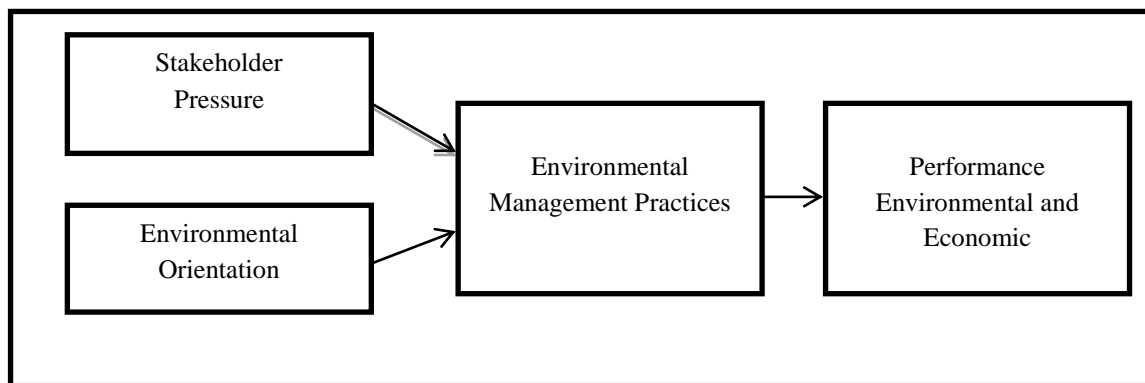 Stakeholder
Pressure
Environmental
Orientation
Environmental
Management Practices
Performance
Environmental and
Economic